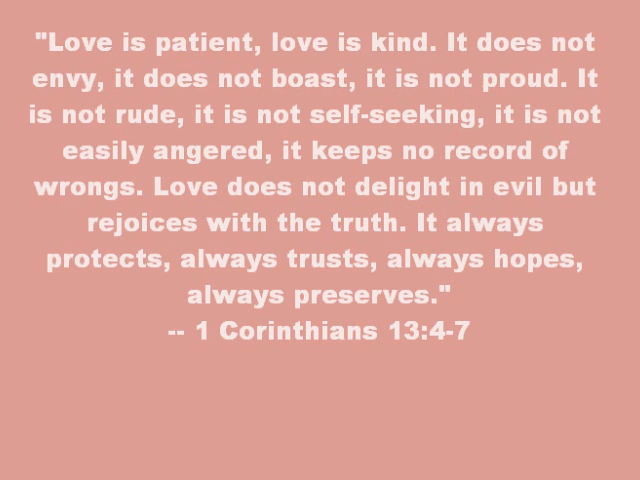 "Love is patient, love is kind. It does not
envy, it does not boast, it is not proud. It
is not rude, it is not self-seeking, it is not
easily angered, it keeps no record of
wrongs. Love does not delight in evil but
rejoices with the truth. It always
protects, always trusts, always hopes,
always preserves."
-- 1 Corinthians 13:4-7